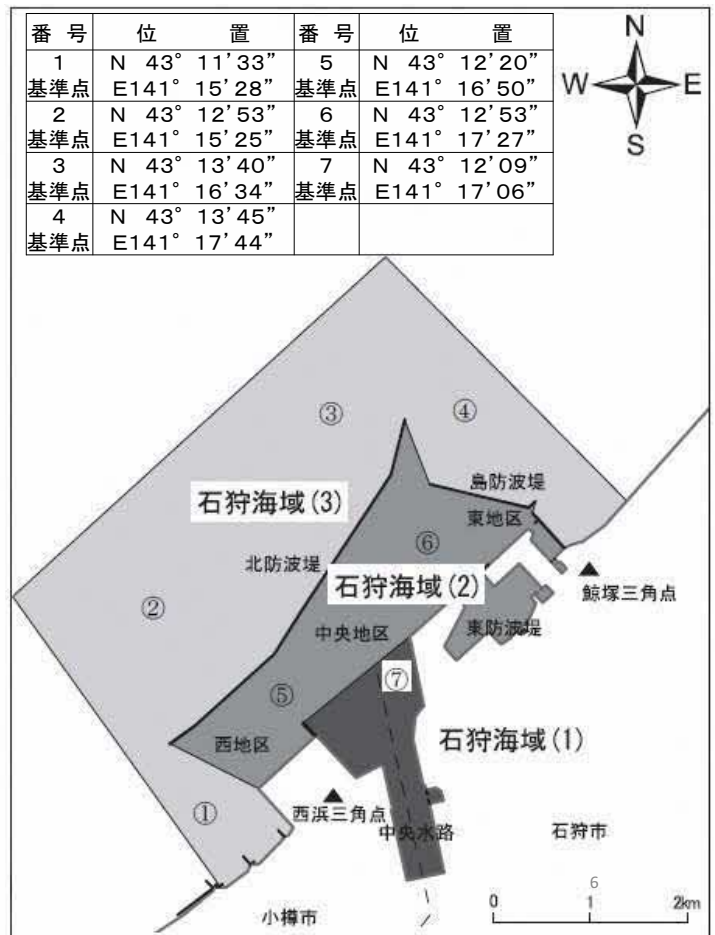 番 号 位 置 番 号 位 置
1 N 43° 11’33” 5 N 43° 12’20”
基準点 E141° 15’28” 基準点 E141° 16’50”
2 N 43° 12’53” 6 N 43° 12’53”
基準点 E141° 15’25” 基準点 E141° 17’27”
3 N 43° 13’40” 7 N 43° 12’09”
基準点 E141° 16’34” 基準点 E141° 17’06”
4 N 43° 13’45”
基準点 E141° 17’44”
N
W E
S
③ ④
島防波堤
石狩海域(3)
東地区
⑥
北防波堤
石狩海域(2)
鯨塚三角点
②
中央地区 東防波堤
⑦
⑤
西地区
石狩海域(1)
①
西浜三角点
中央水路
石狩市
6
0 1 2km
小樽市